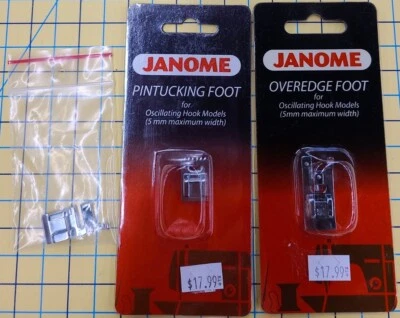 JANOME
PINTUCKING FOOT
for
Oscillating Hook Models
(5 mm maximum width)
$17.99
JANOME
OVEREDGE FOOT
for
Oscillating Hook Models
(5mm maximum width)
$17.99